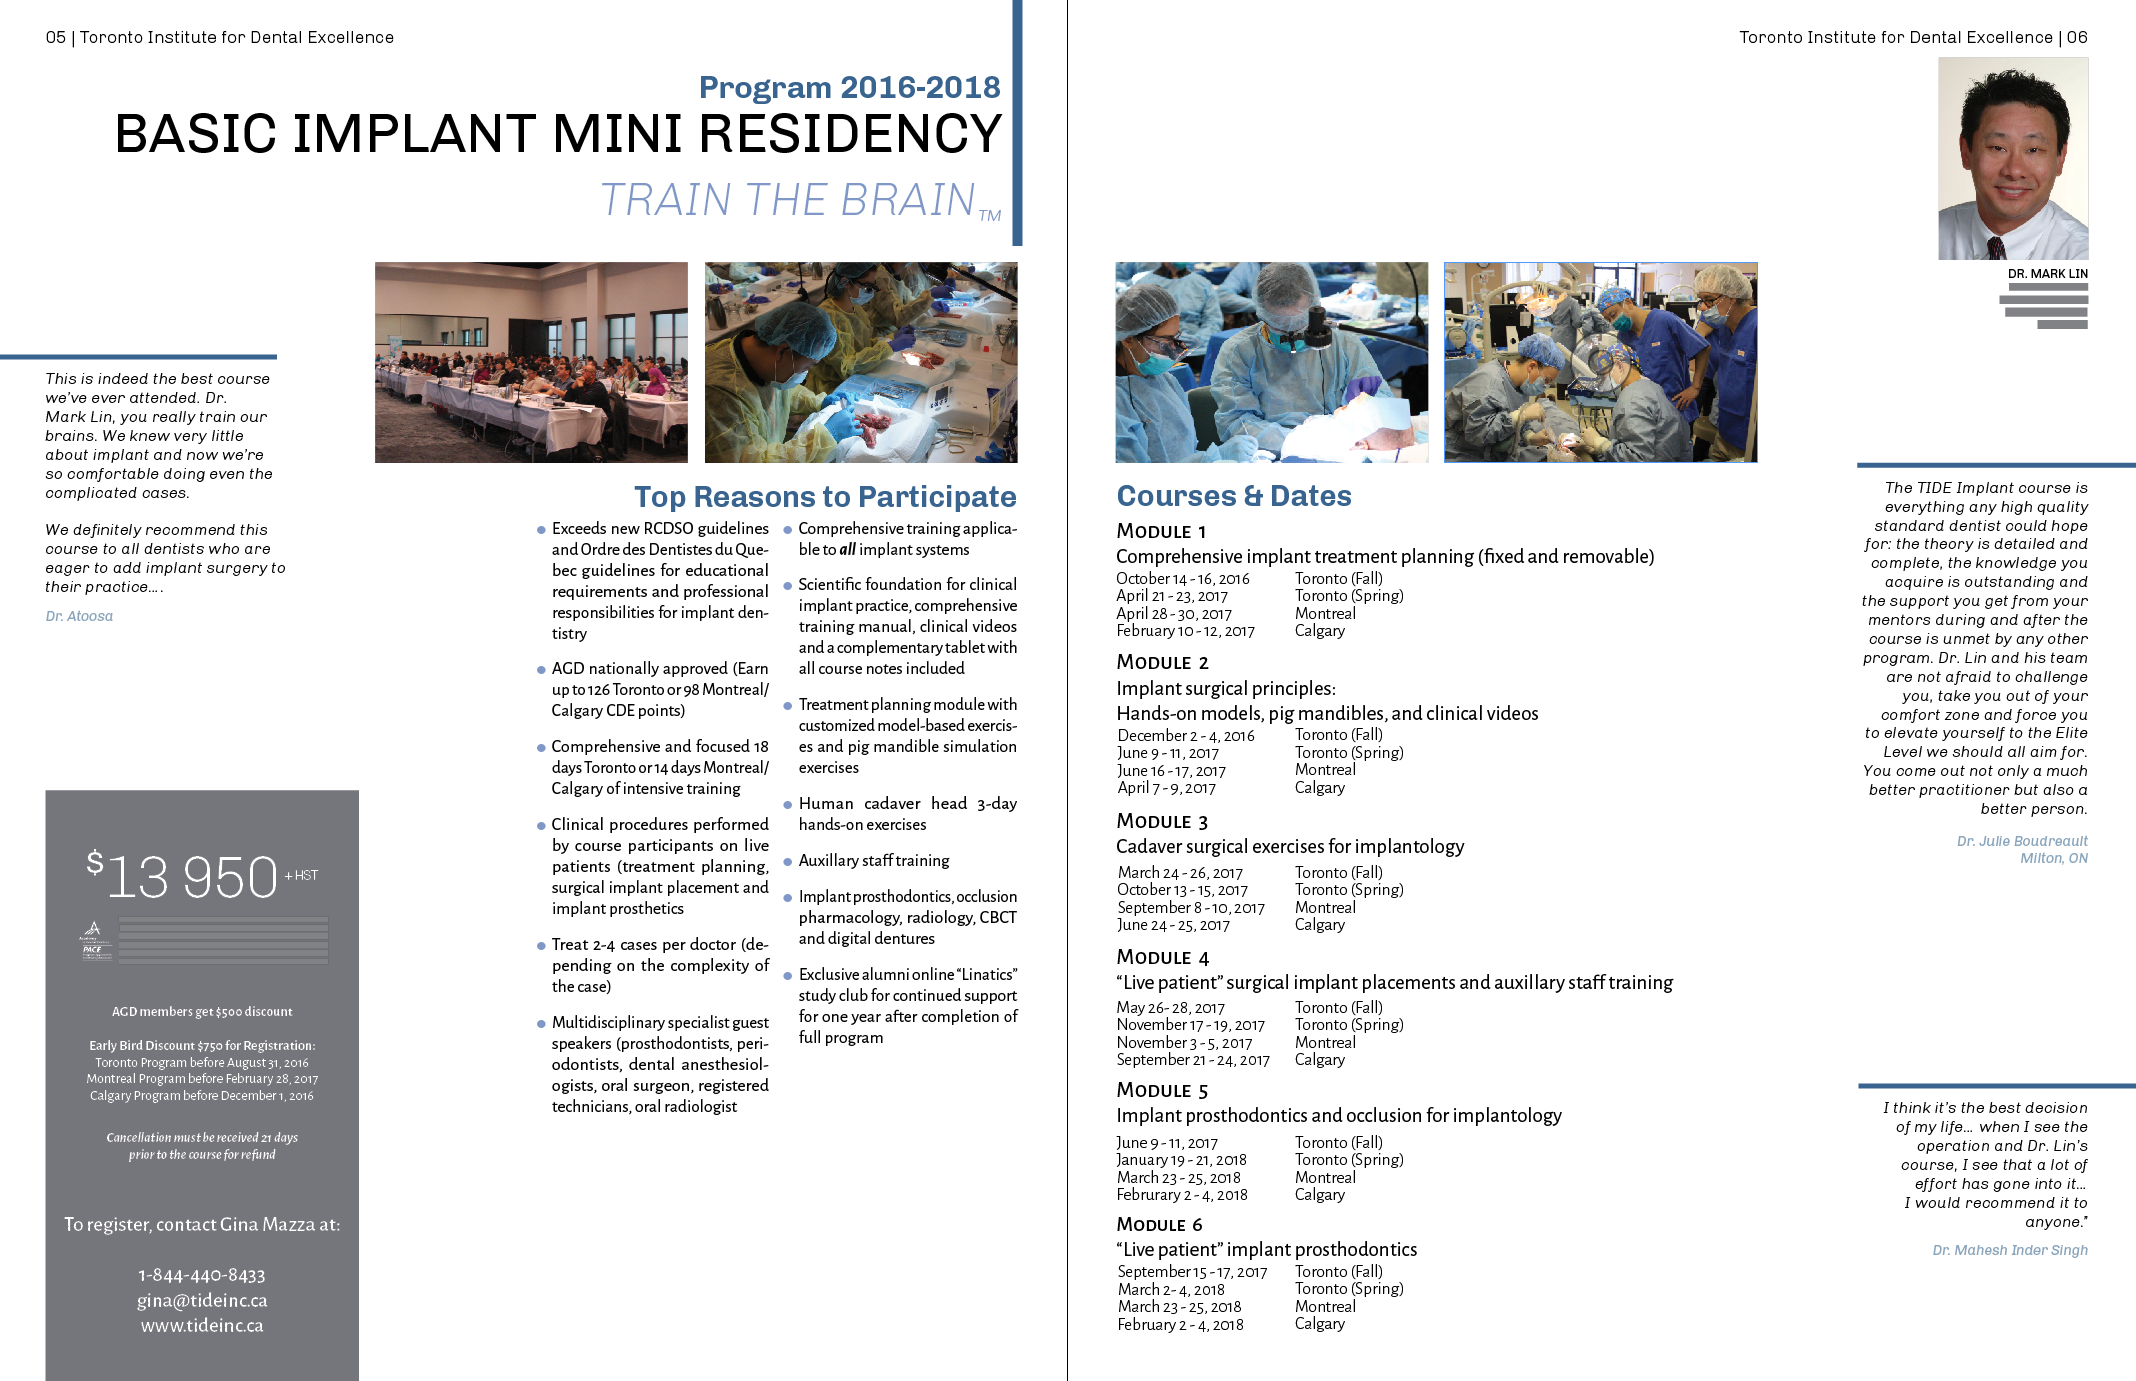 05 | Toronto Institute for Dental Excellence
Program 2016-2018
BASIC IMPLANT MINI RESIDENCY
TRAIN THE BRAIN TM
This is indeed the best course
we've ever attended. Dr.
Mark Lin, you really train our
brains. We knew very little
about implant and now we're
so comfortable doing even the
complicated cases.
We definitely recommend this
course to all dentists who are
eager to add implant surgery to
their practice....
Dr. Atoosa
$13 950 + HST
Academy
PACE
AGD members get $500 discount
Early Bird Discount $750 for Registration:
Toronto Program before August 31, 2016
Montreal Program before February 28, 2017
Calgary Program before December 1, 2016
Cancellation must be received 21 days
prior to the course for refund
To register, contact Gina Mazza at:
1-844-440-8433
gina@tideinc.ca
www.tideinc.ca
Top Reasons to Participate
Exceeds new RCDSO guidelines
and Ordre des Dentistes du Que-
bec guidelines for educational
requirements and professional
responsibilities for implant den-
tistry
AGD nationally approved (Earn
up to 126 Toronto or 98 Montreal/
Calgary CDE points)
Comprehensive and focused 18
days Toronto or 14 days Montreal/
Calgary of intensive training
Clinical procedures performed
by course participants on live
patients (treatment planning,
surgical implant placement and
implant prosthetics
Treat 2-4 cases per doctor (de-
pending on the complexity of
the case)
Multidisciplinary specialist guest
speakers (prosthodontists, peri-
odontists, dental anesthesiol-
ogists, oral surgeon, registered
technicians, oral radiologist
Comprehensive training applica-
ble to all implant systems
Scientific foundation for clinical
implant practice, comprehensive
training manual, clinical videos
and a complementary tablet with
all course notes included
Treatment planning module with
customized model-based exercis-
es and pig mandible simulation
exercises
Human cadaver head 3-day
hands-on exercises
Auxillary staff training
Implant prosthodontics, occlusion
pharmacology, radiology, CBCT
and digital dentures
Exclusive alumni online "Linatics"
study club for continued support
for one year after completion of
full program
Toronto Institute for Dental Excellence | 06
DR. MARK LIN
Courses & Dates
MODULE 1
Comprehensive implant treatment planning (fixed and removable)
October 14 - 16, 2016 Toronto (Fall)
April 21 - 23, 2017 Toronto (Spring)
April 28 - 30, 2017 Montreal
February 10 - 12, 2017 Calgary
MODULE 2
Implant surgical principles:
Hands-on models, pig mandibles, and clinical videos
December 2 - 4, 2016 Toronto (Fall)
June 9 - 11, 2017 Toronto (Spring)
June 16 - 17, 2017 Montreal
April 7 - 9, 2017 Calgary
MODULE 3
Cadaver surgical exercises for implantology
March 24 - 26, 2017 Toronto (Fall)
October 13 - 15, 2017 Toronto (Spring)
September 8 - 10, 2017 Montreal
June 24 - 25, 2017 Calgary
MODULE 4
"Live patient" surgical implant placements and auxillary staff training
May 26- 28, 2017 Toronto (Fall)
November 17 - 19, 2017 Toronto (Spring)
November 3 - 5, 2017 Montreal
September 21 - 24, 2017 Calgary
MODULE 5
Implant prosthodontics and occlusion for implantology
June 9 - 11, 2017 Toronto (Fall)
January 19 - 21, 2018 Toronto (Spring)
March 23 - 25, 2018 Montreal
Februrary 2 - 4, 2018 Calgary
MODULE 6
"Live patient" implant prosthodontics
September 15 - 17, 2017 Toronto (Fall)
March 2- 4, 2018 Toronto (Spring)
March 23 - 25, 2018 Montreal
February 2 - 4, 2018 Calgary
The TIDE Implant course is
everything any high quality
standard dentist could hope
for: the theory is detailed and
complete, the knowledge you
acquire is outstanding and
the support you get from your
mentors during and after the
course is unmet by any other
program. Dr. Lin and his team
are not afraid to challenge
you, take you out of your
comfort zone and force you
to elevate yourself to the Elite
Level we should all aim for.
You come out not only a much
better practitioner but also a
better person.
Dr. Julie Boudreault
Milton, ON
I think it's the best decision
of my life... when I see the
operation and Dr. Lin's
course, I see that a lot of
effort has gone into it...
I would recommend it to
anyone."
Dr. Mahesh Inder Singh